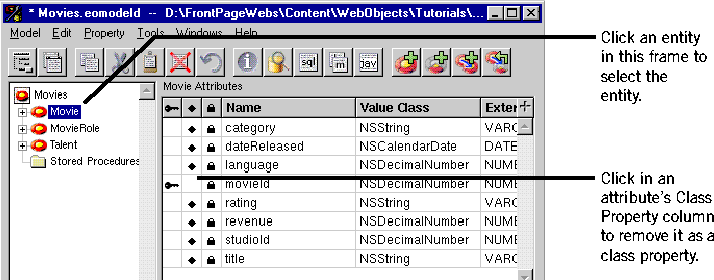 * Movies.eomodeld -- D:\FrontPageWebs\Content\WebObjects\Tutorials\...
Model Edit Property Tools Windows Help
sql
m
jav
Movie Attributes
Movies
Movie
MovieRole
Talent
Stored Procedures
Name Value Class Exter
category NSString VARC
dateReleased NSCalendarDate DATE
language NSDecimalNumber NUME
movieId NSDecimalNumber NUME
rating NSString VARC
revenue NSDecimalNumber NUME
studioId NSDecimalNumber NUME
title NSString VARC
Click an entity
in this frame to
select the
entity.
Click in an
attribute's Class
Property column
to remove it as a
class property.